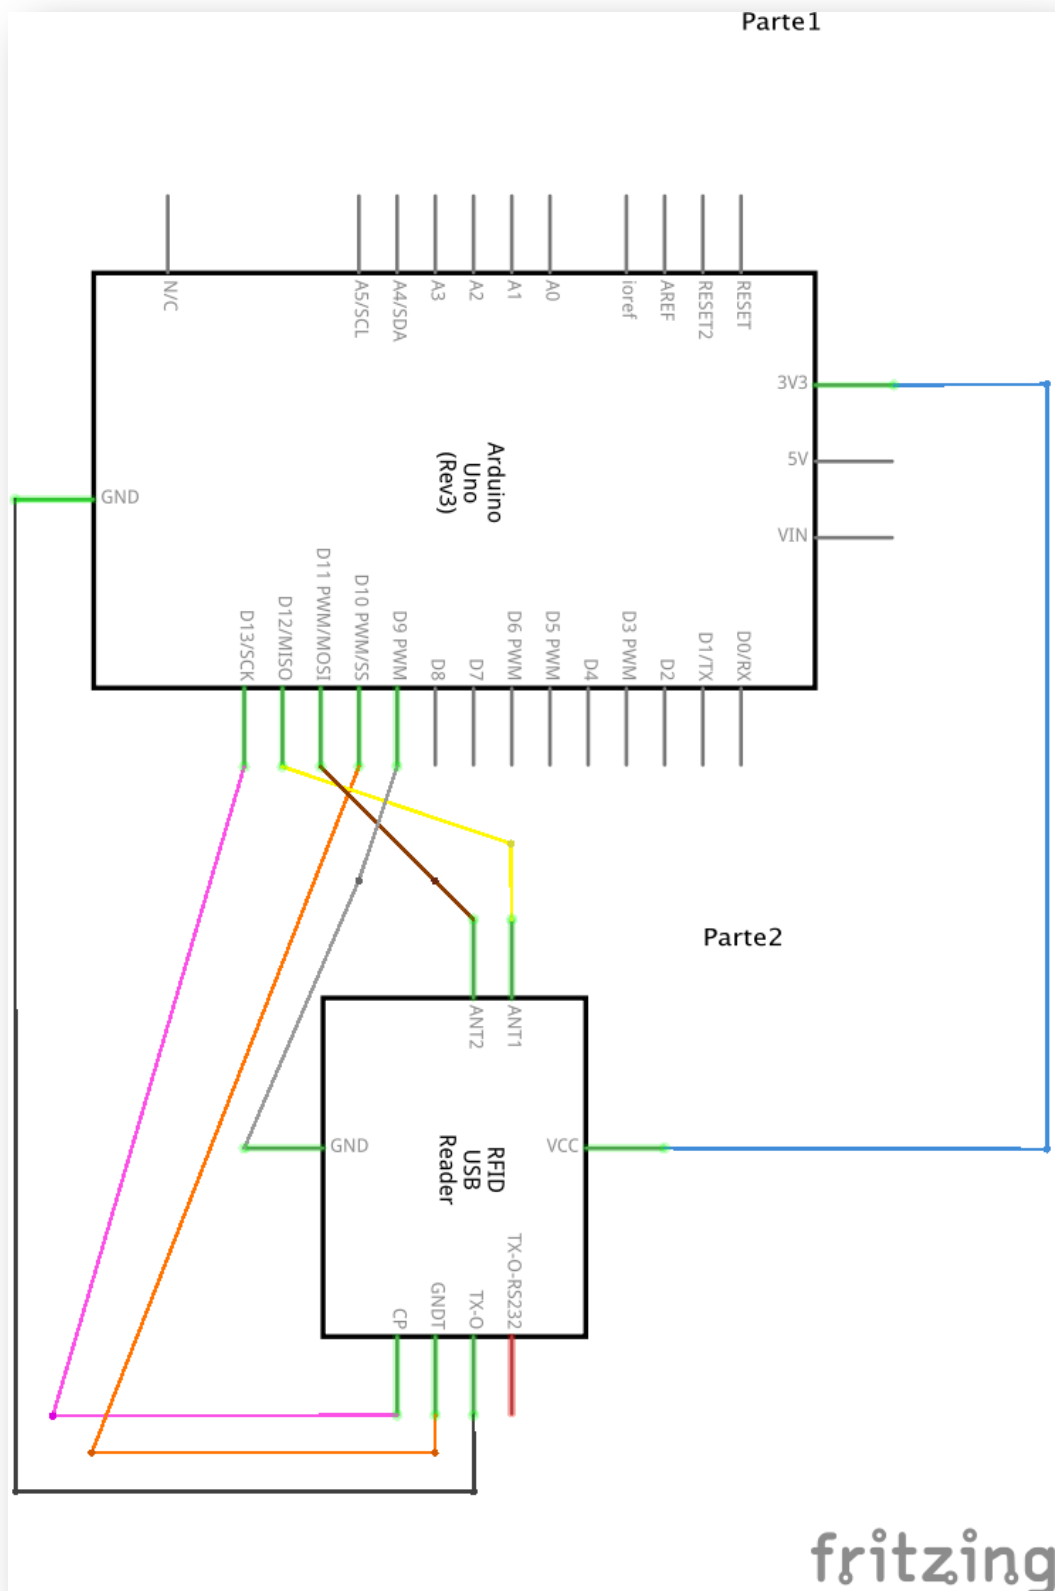 Parte1
N/C
A5/SCL
A4/SDA
A3
A2
A1
A0
ioref
AREF
RESET2
RESET
3V3
5V
VIN
GND
Arduino
Uno
(Rev3)
D13/SCK
D12/MISO
D11 PWM/MOSI
D10 PWM/SS
D9 PWM
D8
D7
D6 PWM
D5 PWM
D4
D3 PWM
D2
D1/TX
D0/RX
Parte2
ANT2
ANT1
GND
VCC
RFID
USB
Reader
CP
GNDT
TX-O
TX-O-RS232
fritzing